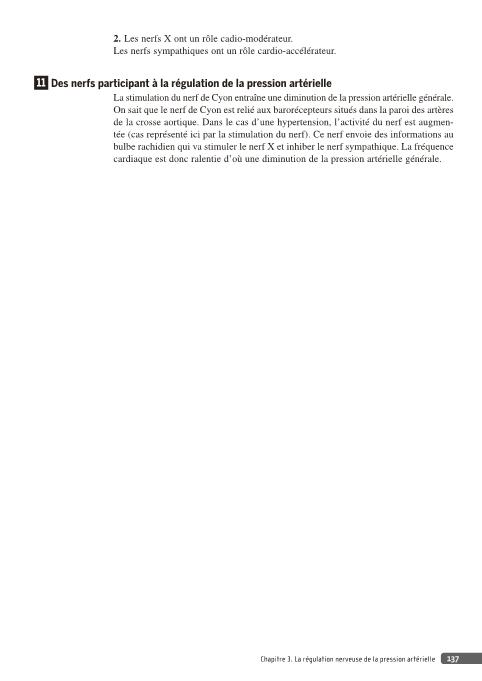 2. Les nerfs X ont un rôle cadio-modérateur.
Les nerfs sympathiques ont un rôle cardio-accélérateur.
11 Des nerfs participant à la régulation de la pression artérielle
La stimulation du nerf de Cyon entraîne une diminution de la pression artérielle générale.
On sait que le nerf de Cyon est relié aux barorécepteurs situés dans la paroi des artères
de la crosse aortique. Dans le cas d'une hypertension, l'activité du nerf est augmen-
tée (cas représenté ici par la stimulation du nerf). Ce nerf envoie des informations au
bulbe rachidien qui va stimuler le nerf X et inhiber le nerf sympathique. La fréquence
cardiaque est donc ralentie d'où une diminution de la pression artérielle générale.
Chapitre 3. La régulation nerveuse de la pression artérielle 137